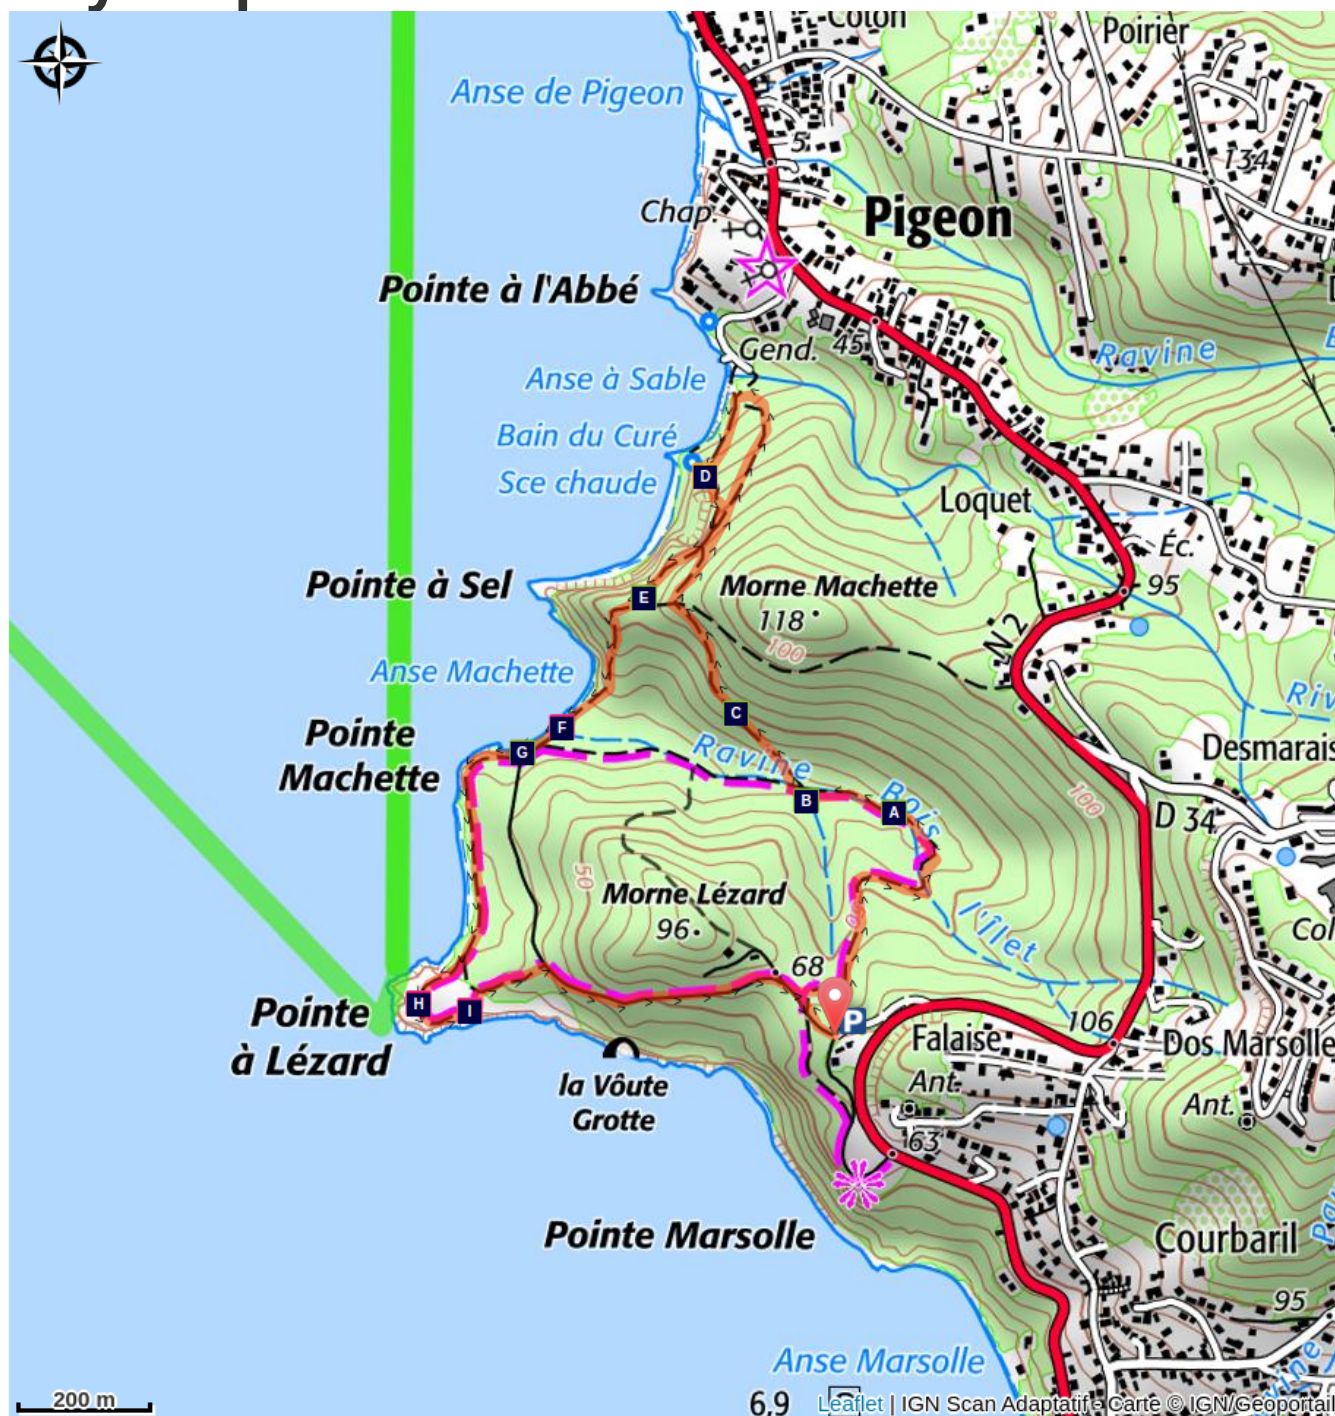 Coton
Poirier
Anse de Pigeon
5
134
Chap.
Pigeon
Pointe à l'Abbé
Gend.
45
Ravine
Anse à Sable
Bain du Curé
Sce chaude
D
Loquet
Éc.
Pointe à Sel
E
Morne Machette
118
100
95
N 2
Anse Machette
Riv
C
F
Pointe
Machette
G
Ravine
Desmarais
B
Bois
A
100
D 34
50
Morne Lézard
96
l'îlet
Col
68
H
I
P
Pointe
à Lézard
106
Falaise
Dos Marsolle
la Vôute
Grotte
Ant.
Ant.
63
Pointe Marsolle
Courbaril
95
Anse Marsolle
200 m
6,9
Leaflet | IGN Scan Adaptatif - Carte © IGN/Geoportail